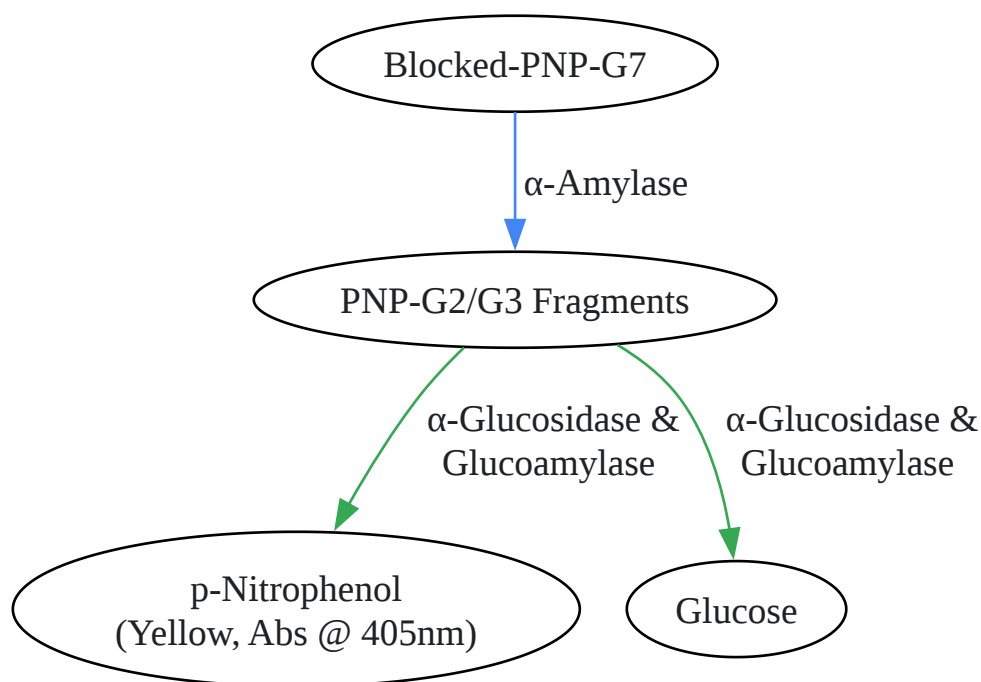 Blocked-PNP-G7
α-Amylase
PNP-G2/G3 Fragments
α-Glucosidase &
Glucoamylase
α-Glucosidase &
Glucoamylase
p-Nitrophenol
(Yellow, Abs @ 405nm)
Glucose